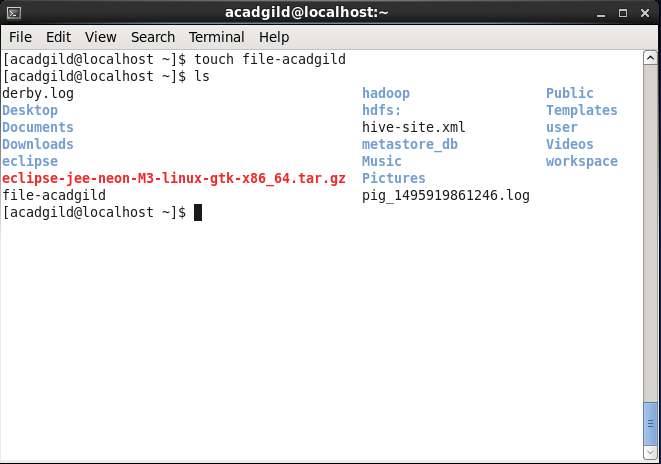 acadgild@localhost:~
File Edit View Search Terminal Help
[acadgild@localhost ~]$ touch file-acadgild
[acadgild@localhost ~]$ ls
derby.log hadoop Public
Desktop hdfs: Templates
Documents hive-site.xml user
Downloads metastore_db Videos
eclipse Music workspace
eclipse-jee-neon-M3-linux-gtk-x86_64.tar.gz Pictures
file-acadgild pig_1495919861246.log
[acadgild@localhost ~]$